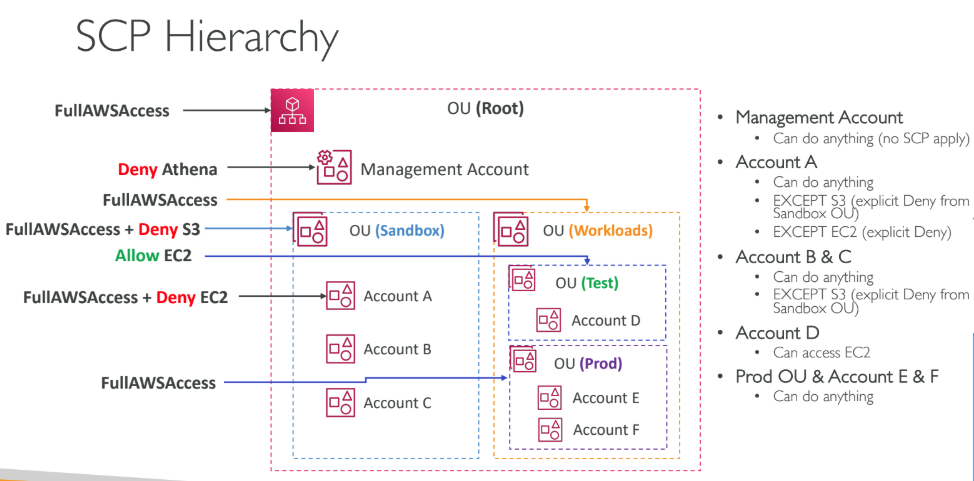 SCP Hierarchy
FullAWSAccess
OU (Root)
Deny Athena
Management Account
FullAWSAccess
FullAWSAccess + Deny S3
OU (Sandbox)
OU (Workloads)
Allow EC2
OU (Test)
FullAWSAccess + Deny EC2
Account A
Account D
Account B
OU (Prod)
FullAWSAccess
Account C
Account E
Account F
• Management Account
• Can do anything (no SCP apply)
• Account A
• Can do anything
• EXCEPT S3 (explicit Deny from
Sandbox OU)
• EXCEPT EC2 (explicit Deny)
• Account B & C
• Can do anything
• EXCEPT S3 (explicit Deny from
Sandbox OU)
• Account D
• Can access EC2
• Prod OU & Account E & F
• Can do anything